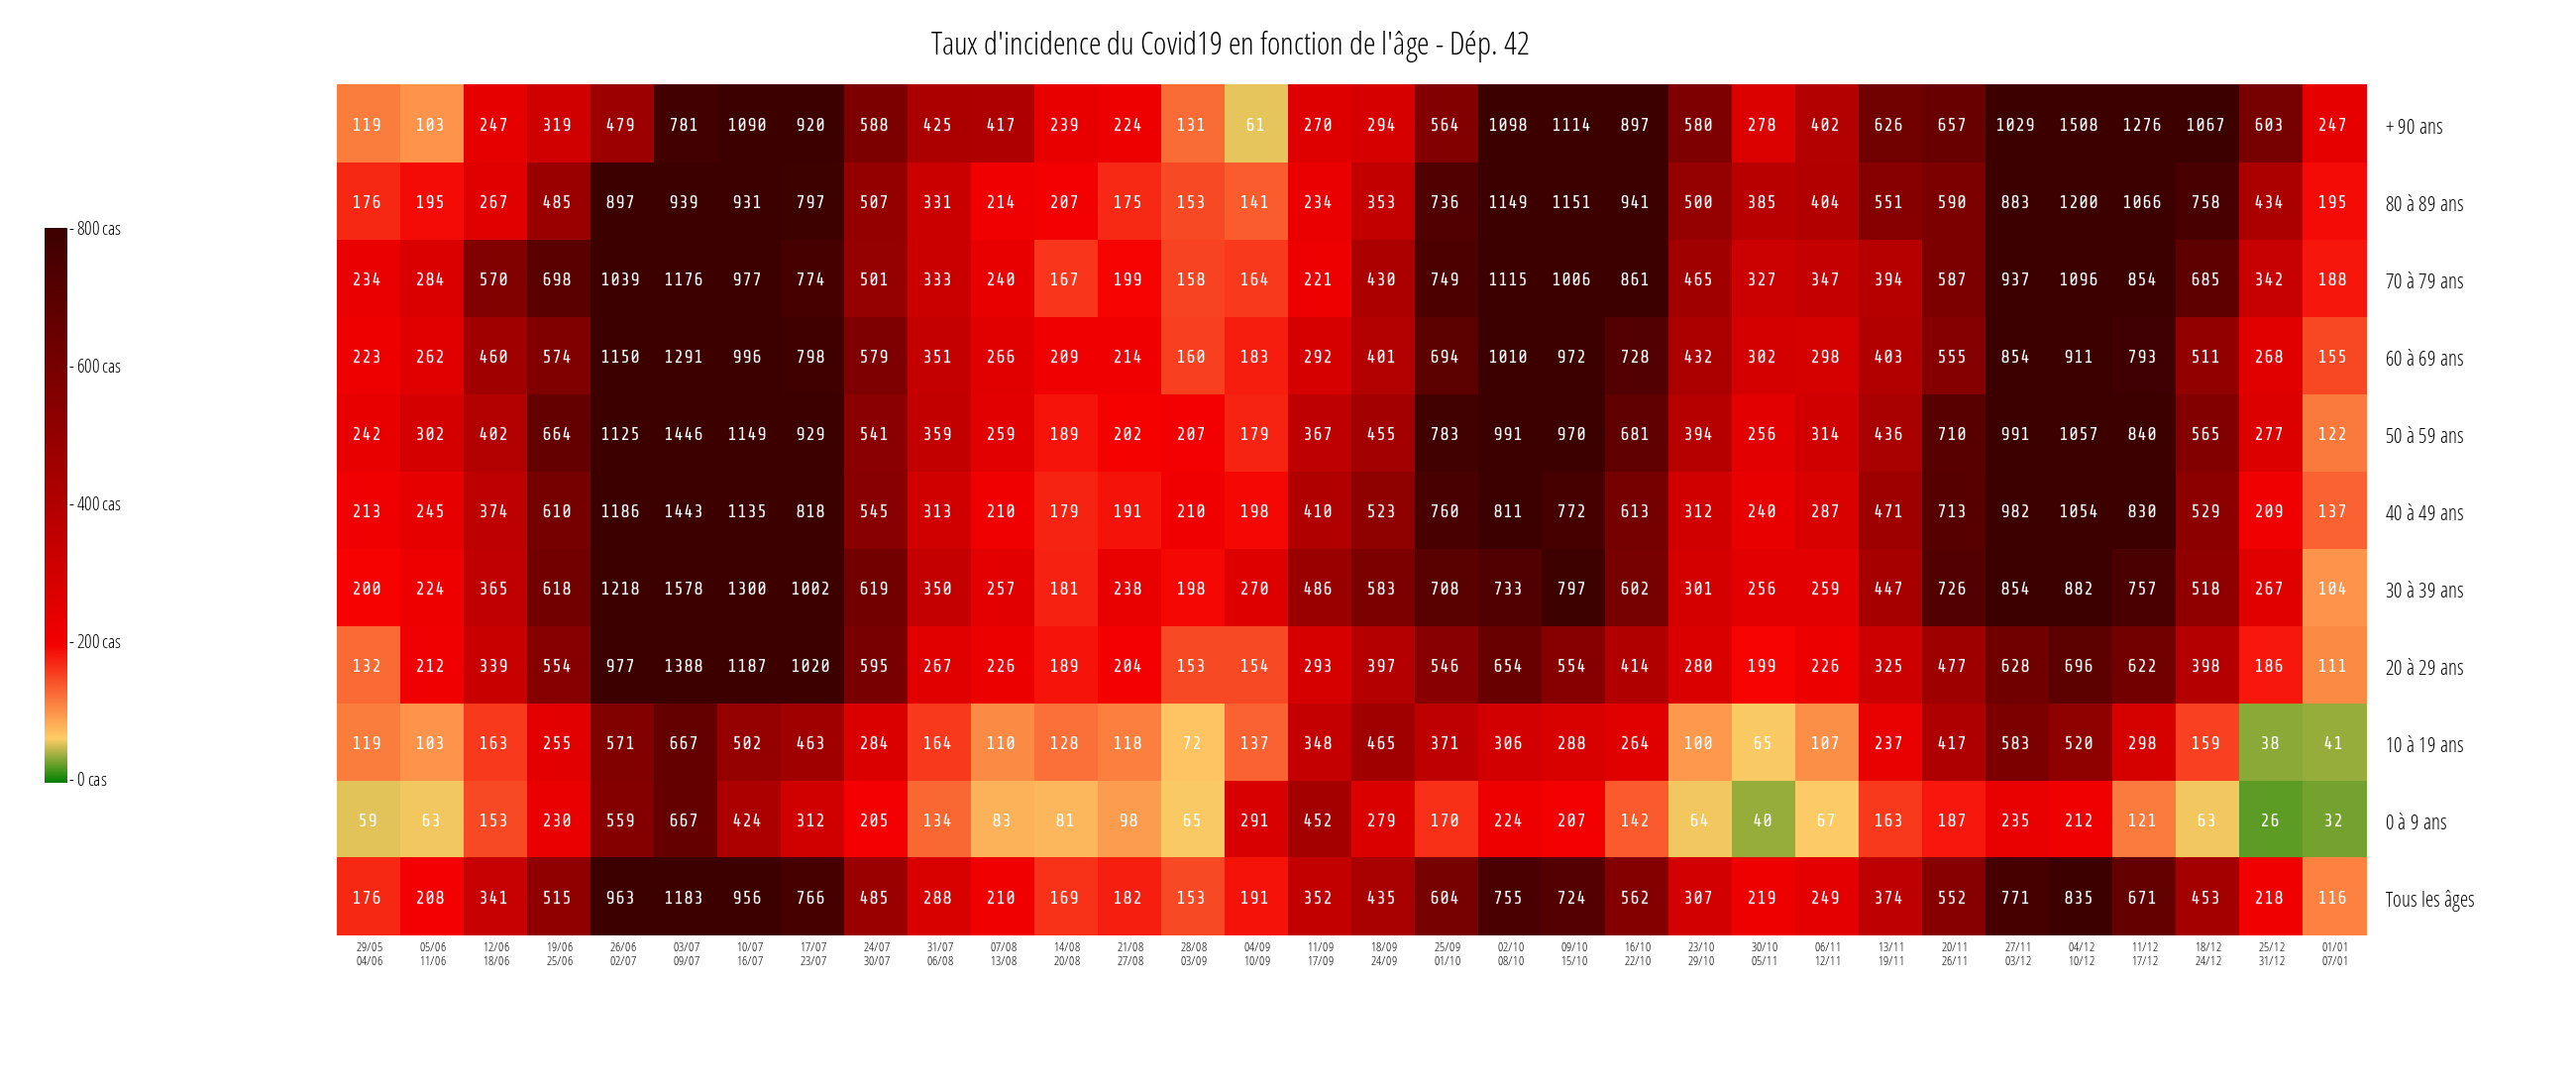 Taux d'incidence du Covid19 en fonction de l'âge - Dép. 42
119 103 247 319 479 781 1090 920 588 425 417 239 224 131 61 270 294 564 1098 1114 897 580 278 402 626 657 1029 1508 1276 1067 603 247 + 90 ans
176 195 267 485 897 939 931 797 507 331 214 207 175 153 141 234 353 736 1149 1151 941 500 385 404 551 590 883 1200 1066 758 434 195 80 à 89 ans
- 800 cas
234 284 570 698 1039 1176 977 774 501 333 240 167 199 158 164 221 430 749 1115 1006 861 465 327 347 394 587 937 1096 854 685 342 188 70 à 79 ans
223 262 460 574 1150 1291 996 798 579 351 266 209 214 160 183 292 401 694 1010 972 728 432 302 298 403 555 854 911 793 511 268 155 60 à 69 ans
- 600 cas
242 302 402 664 1125 1446 1149 929 541 359 259 189 202 207 179 367 455 783 991 970 681 394 256 314 436 710 991 1057 840 565 277 122 50 à 59 ans
- 400 cas
213 245 374 610 1186 1443 1135 818 545 313 210 179 191 210 198 410 523 760 811 772 613 312 240 287 471 713 982 1054 830 529 209 137 40 à 49 ans
200 224 365 618 1218 1578 1300 1002 619 350 257 181 238 198 270 486 583 708 733 797 602 301 256 259 447 726 854 882 757 518 267 104 30 à 39 ans
- 200 cas
132 212 339 554 977 1388 1187 1020 595 267 226 189 204 153 154 293 397 546 654 554 414 280 199 226 325 477 628 696 622 398 186 111 20 à 29 ans
119 103 163 255 571 667 502 463 284 164 110 128 118 72 137 348 465 371 306 288 264 100 65 107 237 417 583 520 298 159 38 41 10 à 19 ans
- 0 cas
59 63 153 230 559 667 424 312 205 134 83 81 98 65 291 452 279 170 224 207 142 64 40 67 163 187 235 212 121 63 26 32 0 à 9 ans
176 208 341 515 963 1183 956 766 485 288 210 169 182 153 191 352 435 604 755 724 562 307 219 249 374 552 771 835 671 453 218 116 Tous les âges
29/05 05/06 12/06 19/06 26/06 03/07 10/07 17/07 24/07 31/07 07/08 14/08 21/08 28/08 04/09 11/09 18/09 25/09 02/10 09/10 16/10 23/10 30/10 06/11 13/11 20/11 27/11 04/12 11/12 18/12 25/12 01/01
04/06 11/06 18/06 25/06 02/07 09/07 16/07 23/07 30/07 06/08 13/08 20/08 27/08 03/09 10/09 17/09 24/09 01/10 08/10 15/10 22/10 29/10 05/11 12/11 19/11 26/11 03/12 10/12 17/12 24/12 31/12 07/01